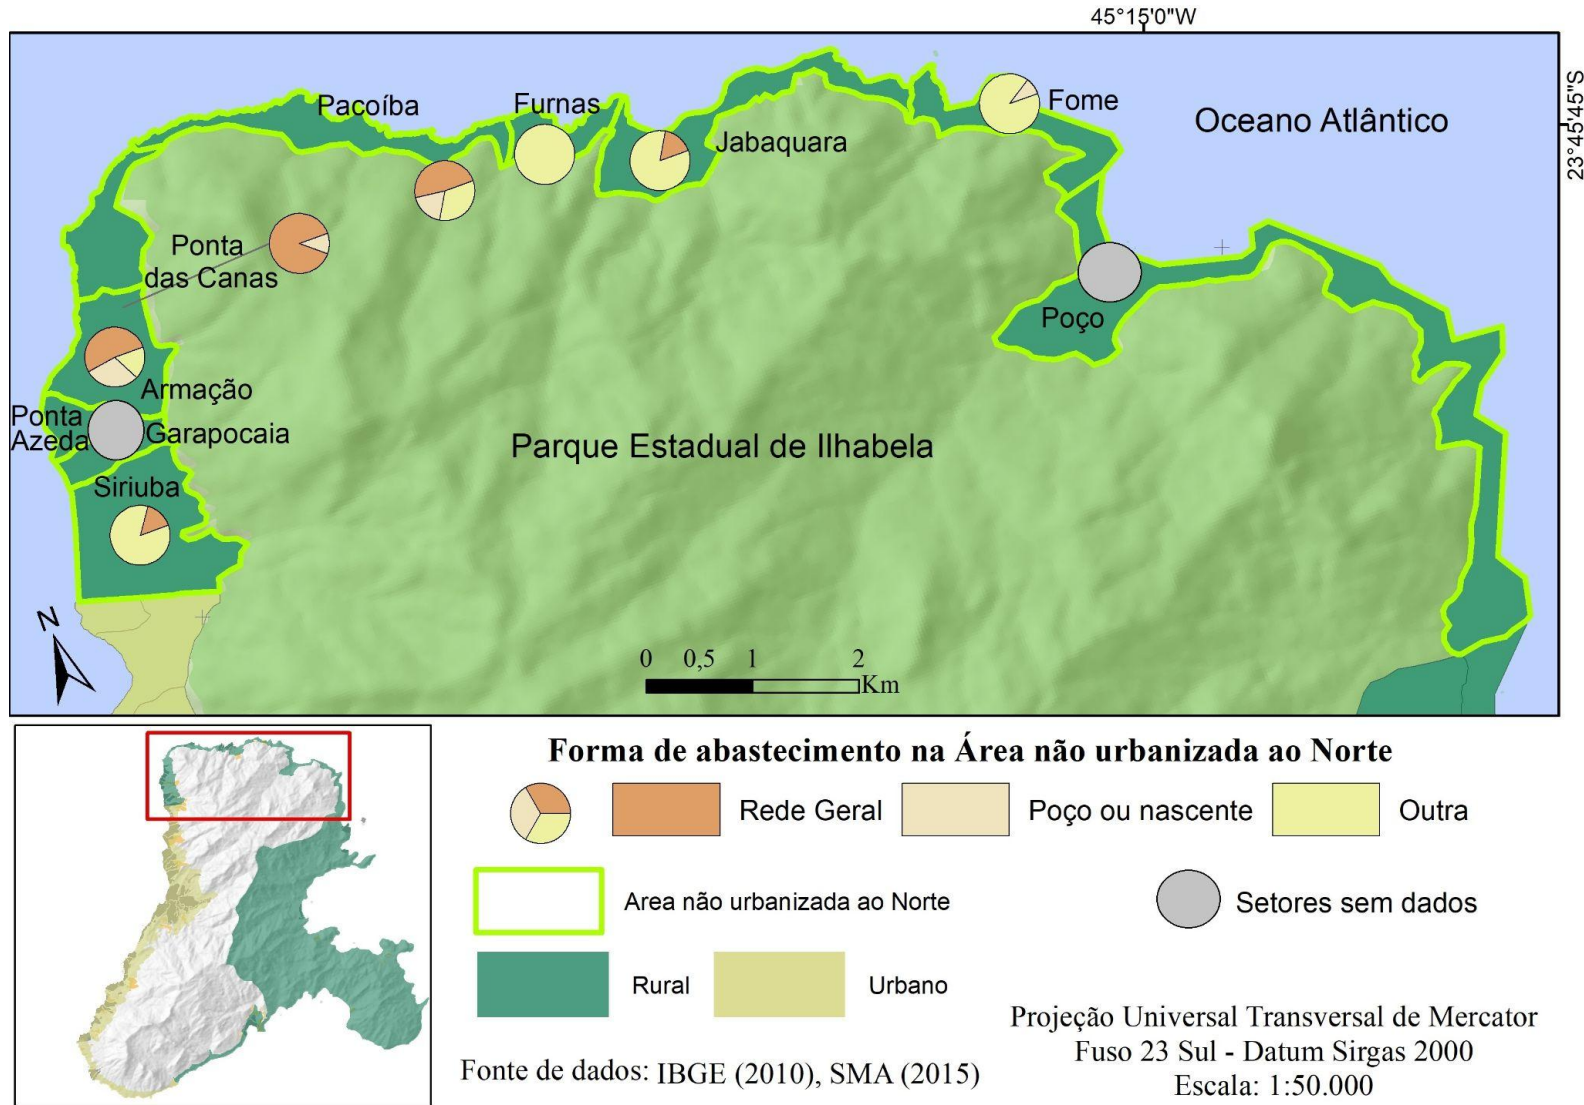 45°15'0"W
23°45'45"S
Pacoíba
Furnas
Fome
Oceano Atlântico
Jabaquara
Ponta
das Canas
Poço
Armação
Ponta
Azeda
Garapocaia
Parque Estadual de Ilhabela
Siriuba
N
0 0,5 1 2
Km
Forma de abastecimento na Área não urbanizada ao Norte
Rede Geral
Poço ou nascente
Outra
Area não urbanizada ao Norte
Setores sem dados
Rural
Urbano
Projeção Universal Transversal de Mercator
Fuso 23 Sul - Datum Sirgas 2000
Escala: 1:50.000
Fonte de dados: IBGE (2010), SMA (2015)